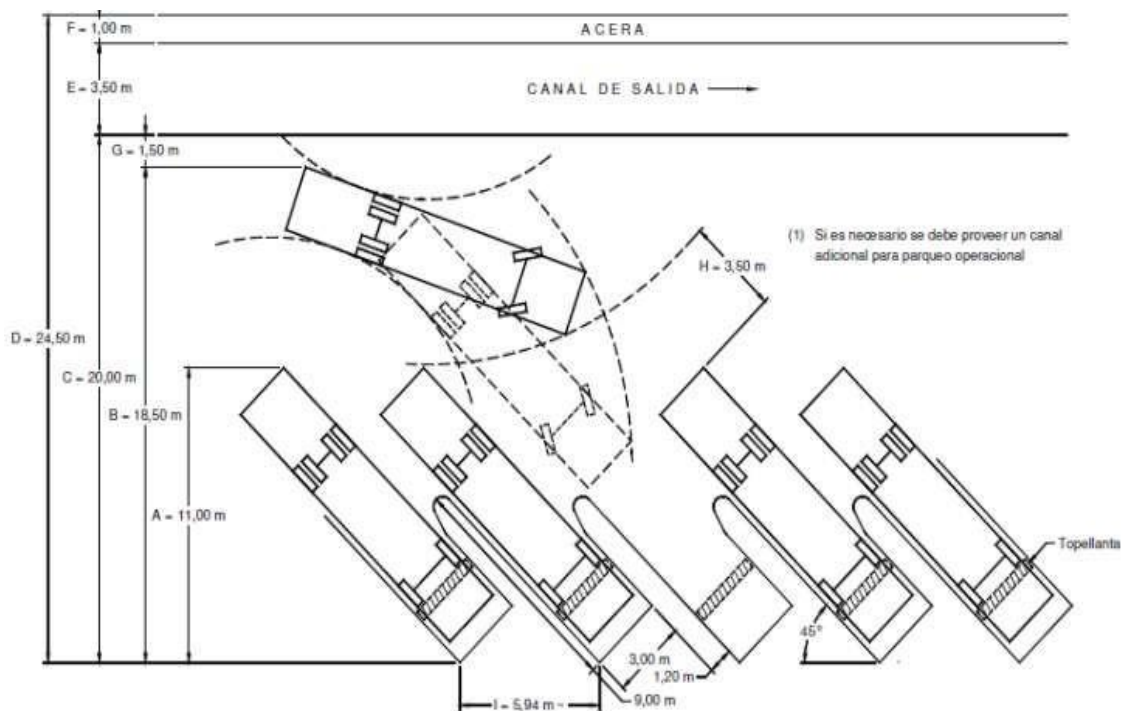 F = 1,00 m
ACERA
E = 3,50 m
CANAL DE SALIDA
G = 1,50 m
(1) Si es necesario se debe proveer un canal
adicional para parqueo operacional
H = 3,50 m
D = 24,50 m
C = 20,00 m
B = 18,50 m
A = 11,00 m
Topellanta
45°
3,00 m
1,20 m
9,00 m
I = 5,94 m